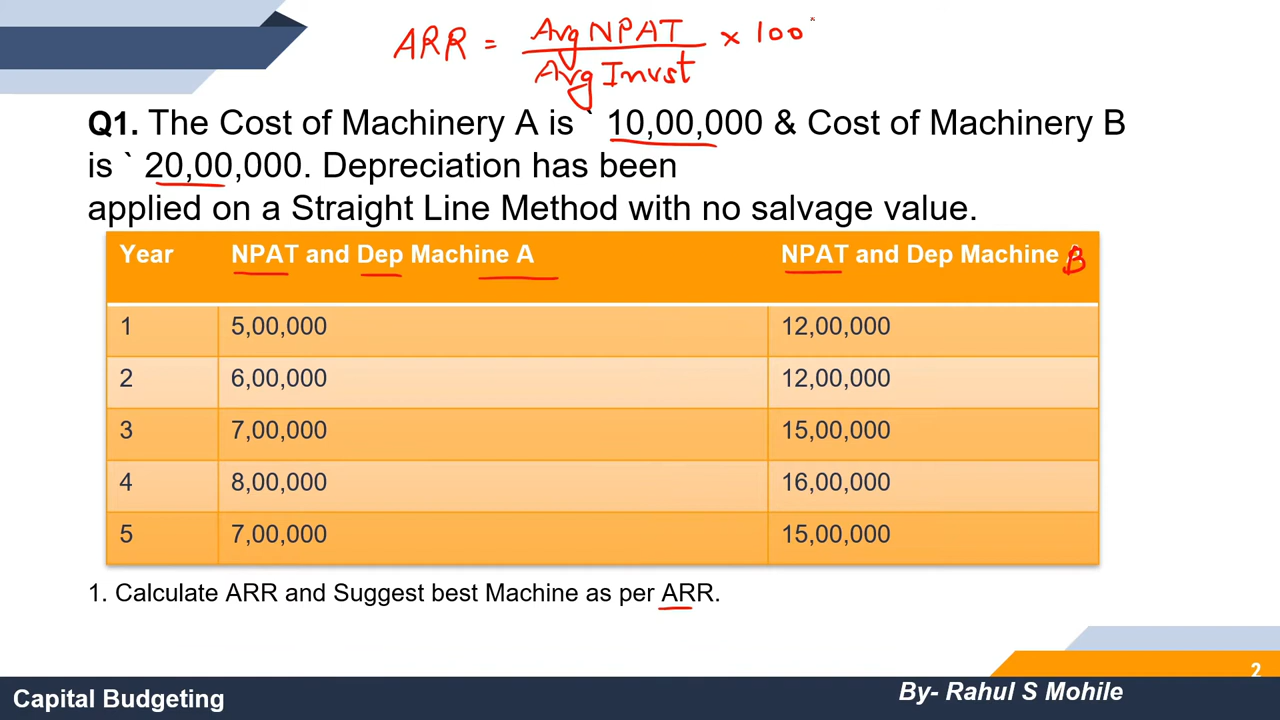 ARR = Avg NPAT / Avg Invst × 100
Q1. The Cost of Machinery A is ` 10,00,000 & Cost of Machinery B
is ` 20,00,000. Depreciation has been
applied on a Straight Line Method with no salvage value.
Year NPAT and Dep Machine A NPAT and Dep Machine B
1 5,00,000 12,00,000
2 6,00,000 12,00,000
3 7,00,000 15,00,000
4 8,00,000 16,00,000
5 7,00,000 15,00,000
1. Calculate ARR and Suggest best Machine as per ARR.
2
Capital Budgeting By- Rahul S Mohile